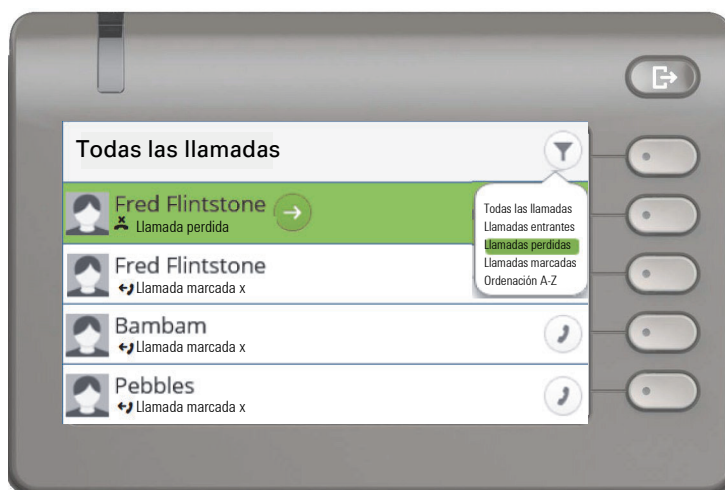 Todas las llamadas
Fred Flintstone
Llamada perdida
Todas las llamadas
Llamadas entrantes
Llamadas perdidas
Llamadas marcadas
Ordenación A-Z
Fred Flintstone
Llamada marcada x
Bambam
Llamada marcada x
Pebbles
Llamada marcada x